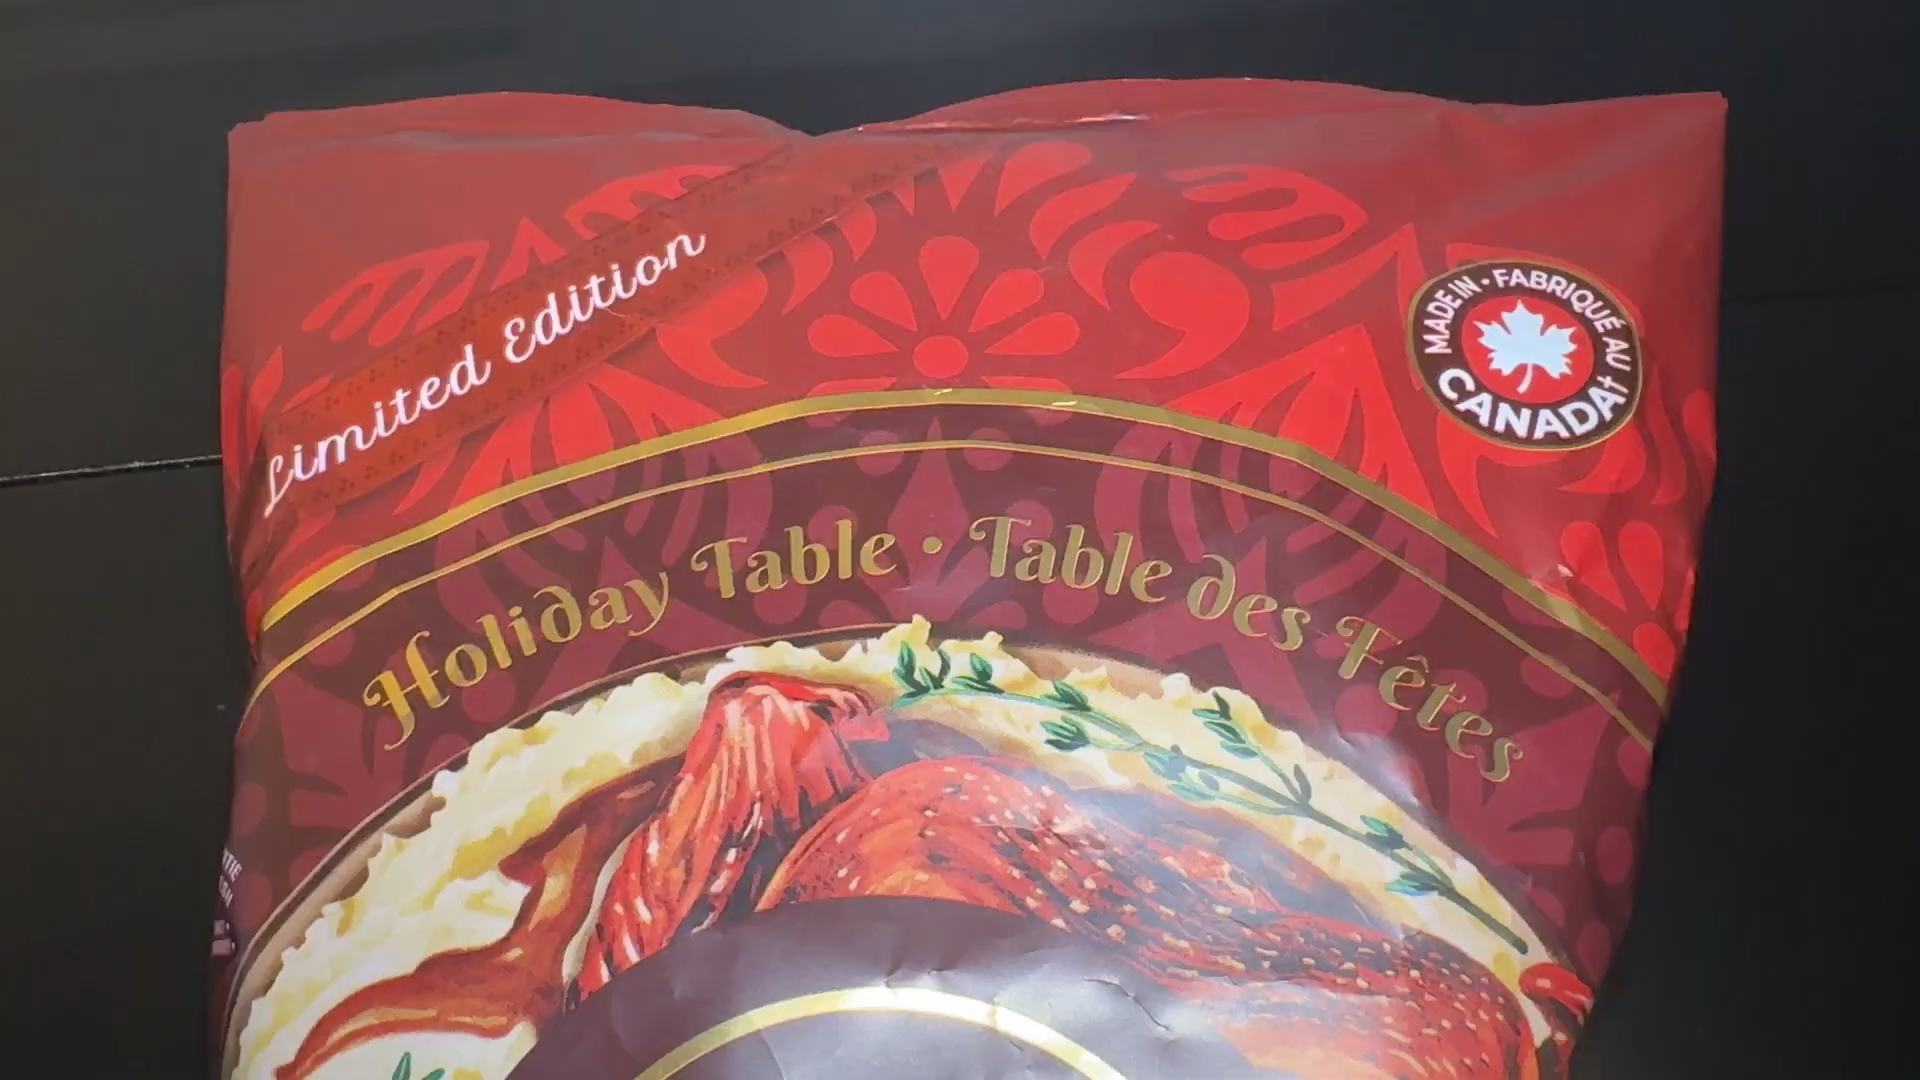 Limited Edition
MADE IN • FABRIQUÉ AU
CANADA†
Holiday Table • Table des Fêtes